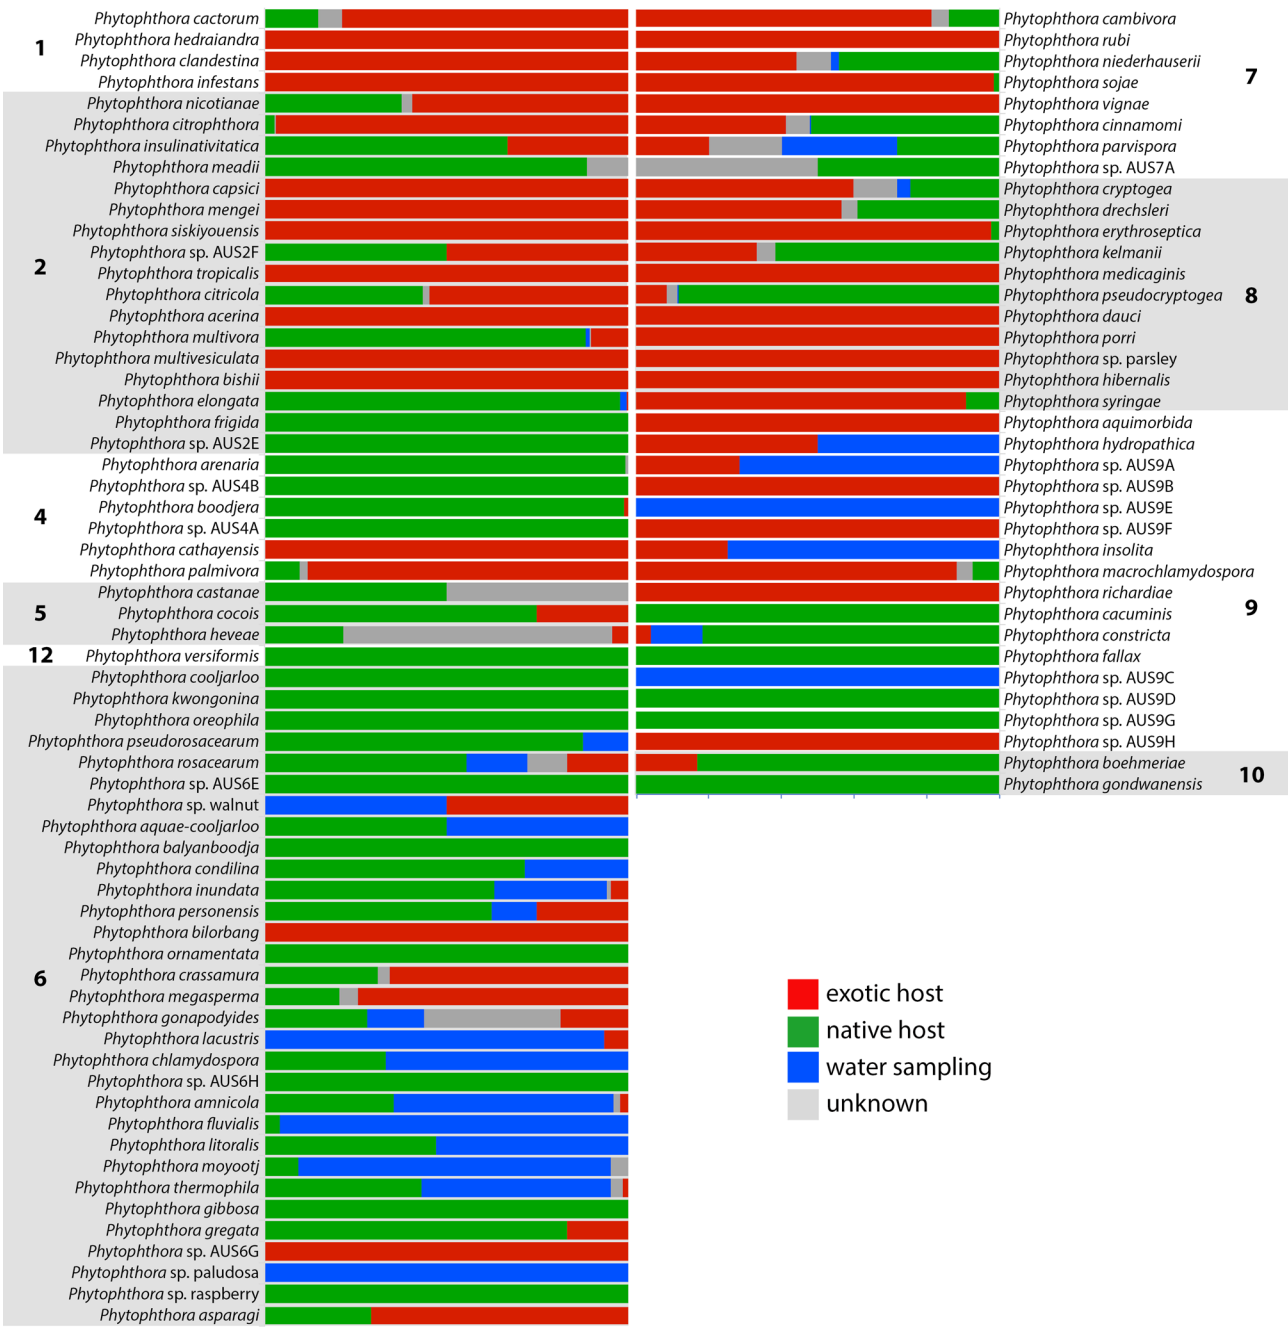 1
Phytophthora cactorum
Phytophthora hedraiandra
Phytophthora clandestina
Phytophthora infestans
2
Phytophthora nicotianae
Phytophthora citrophthora
Phytophthora insulinativitatica
Phytophthora meadii
Phytophthora capsici
Phytophthora mengei
Phytophthora siskiyouensis
Phytophthora sp. AUS2F
Phytophthora tropicalis
Phytophthora citricola
Phytophthora acerina
Phytophthora multivora
Phytophthora multivesiculata
Phytophthora bishii
Phytophthora elongata
Phytophthora frigida
Phytophthora sp. AUS2E
4
Phytophthora arenaria
Phytophthora sp. AUS4B
Phytophthora boodjera
Phytophthora sp. AUS4A
Phytophthora cathayensis
Phytophthora palmivora
5
Phytophthora castanae
Phytophthora cocois
Phytophthora heveae
12
Phytophthora versiformis
6
Phytophthora cooljarloo
Phytophthora kwongonina
Phytophthora oreophila
Phytophthora pseudorosacearum
Phytophthora rosacearum
Phytophthora sp. AUS6E
Phytophthora sp. walnut
Phytophthora aquae-cooljarloo
Phytophthora balyanboodja
Phytophthora condilina
Phytophthora inundata
Phytophthora personensis
Phytophthora bilorbang
Phytophthora ornamentata
Phytophthora crassamura
Phytophthora megasperma
Phytophthora gonapodyides
Phytophthora lacustris
Phytophthora chlamydospora
Phytophthora sp. AUS6H
Phytophthora amnicola
Phytophthora fluvialis
Phytophthora litoralis
Phytophthora moyootj
Phytophthora thermophila
Phytophthora gibbosa
Phytophthora gregata
Phytophthora sp. AUS6G
Phytophthora sp. paludosa
Phytophthora sp. raspberry
Phytophthora asparagi
7
Phytophthora cambivora
Phytophthora rubi
Phytophthora niederhauserii
Phytophthora sojae
Phytophthora vignae
Phytophthora cinnamomi
Phytophthora parvispora
Phytophthora sp. AUS7A
8
Phytophthora cryptogea
Phytophthora drechsleri
Phytophthora erythroseptica
Phytophthora kelmanii
Phytophthora medicaginis
Phytophthora pseudocryptogea
Phytophthora dauci
Phytophthora porri
Phytophthora sp. parsley
Phytophthora hibernalis
Phytophthora syringae
9
Phytophthora aquimorbida
Phytophthora hydropathica
Phytophthora sp. AUS9A
Phytophthora sp. AUS9B
Phytophthora sp. AUS9E
Phytophthora sp. AUS9F
Phytophthora insolita
Phytophthora macrochlamydospora
Phytophthora richardiae
Phytophthora cacuminis
Phytophthora constricta
Phytophthora fallax
Phytophthora sp. AUS9C
Phytophthora sp. AUS9D
Phytophthora sp. AUS9G
Phytophthora sp. AUS9H
10
Phytophthora boehmeriae
Phytophthora gondwanensis
exotic host
native host
water sampling
unknown